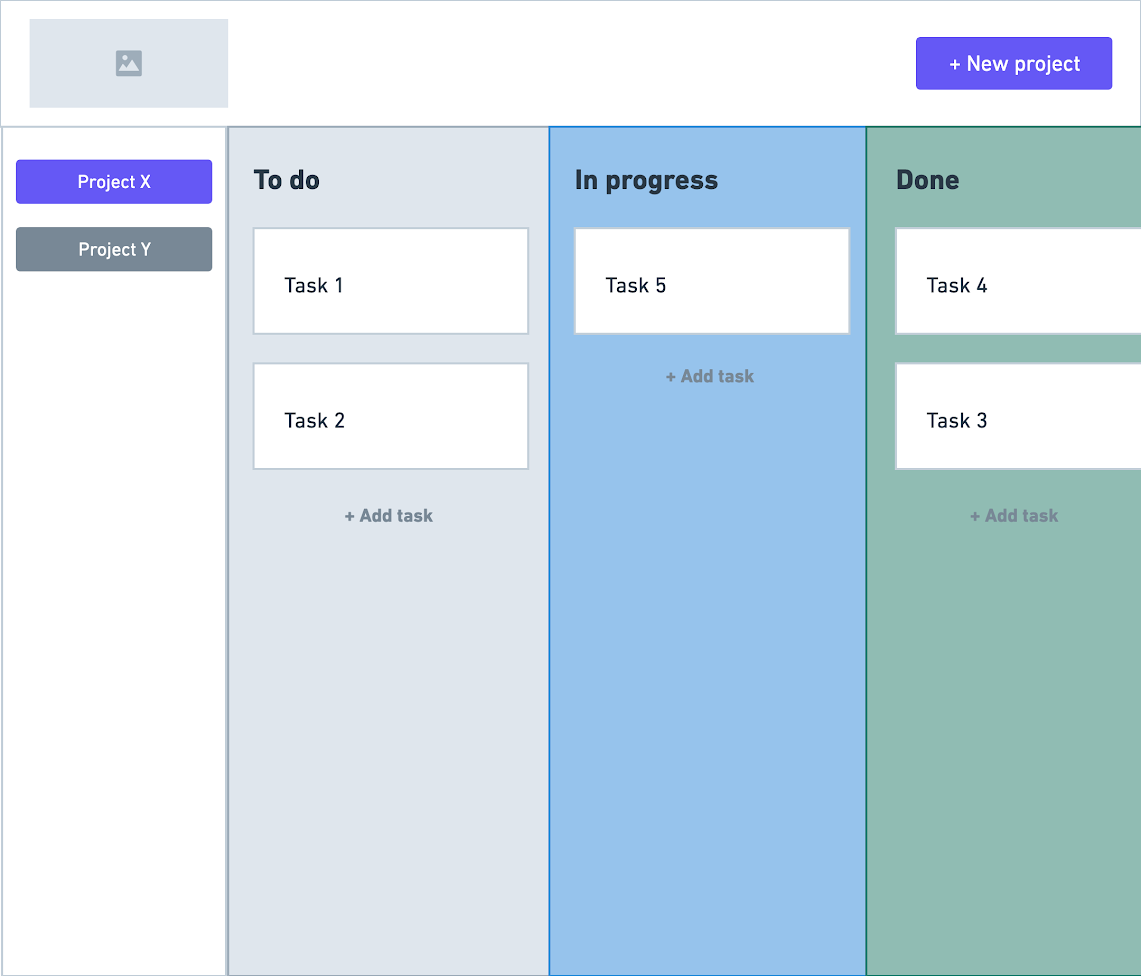 + New project
Project X
Project Y
To do
Task 1
Task 2
+ Add task
In progress
Task 5
+ Add task
Done
Task 4
Task 3
+ Add task